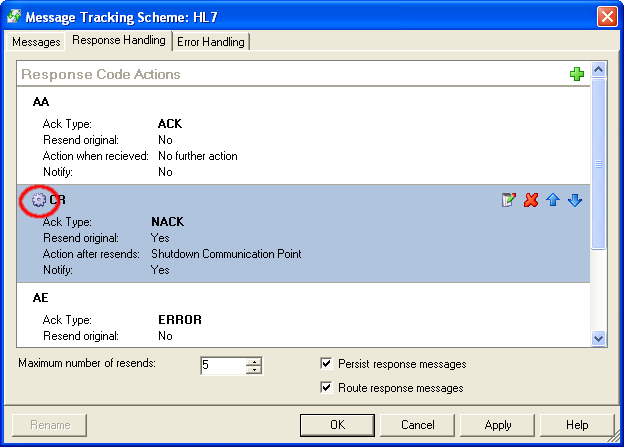 Message Tracking Scheme: HL7
Messages Response Handling Error Handling
Response Code Actions
AA
Ack Type: ACK
Resend original: No
Action when recieved: No further action
Notify: No
CR
Ack Type: NACK
Resend original: Yes
Action after resends: Shutdown Communication Point
Notify: Yes
AE
Ack Type: ERROR
Resend original: No
Maximum number of resends: 5 Persist response messages
Route response messages
Rename OK Cancel Apply Help